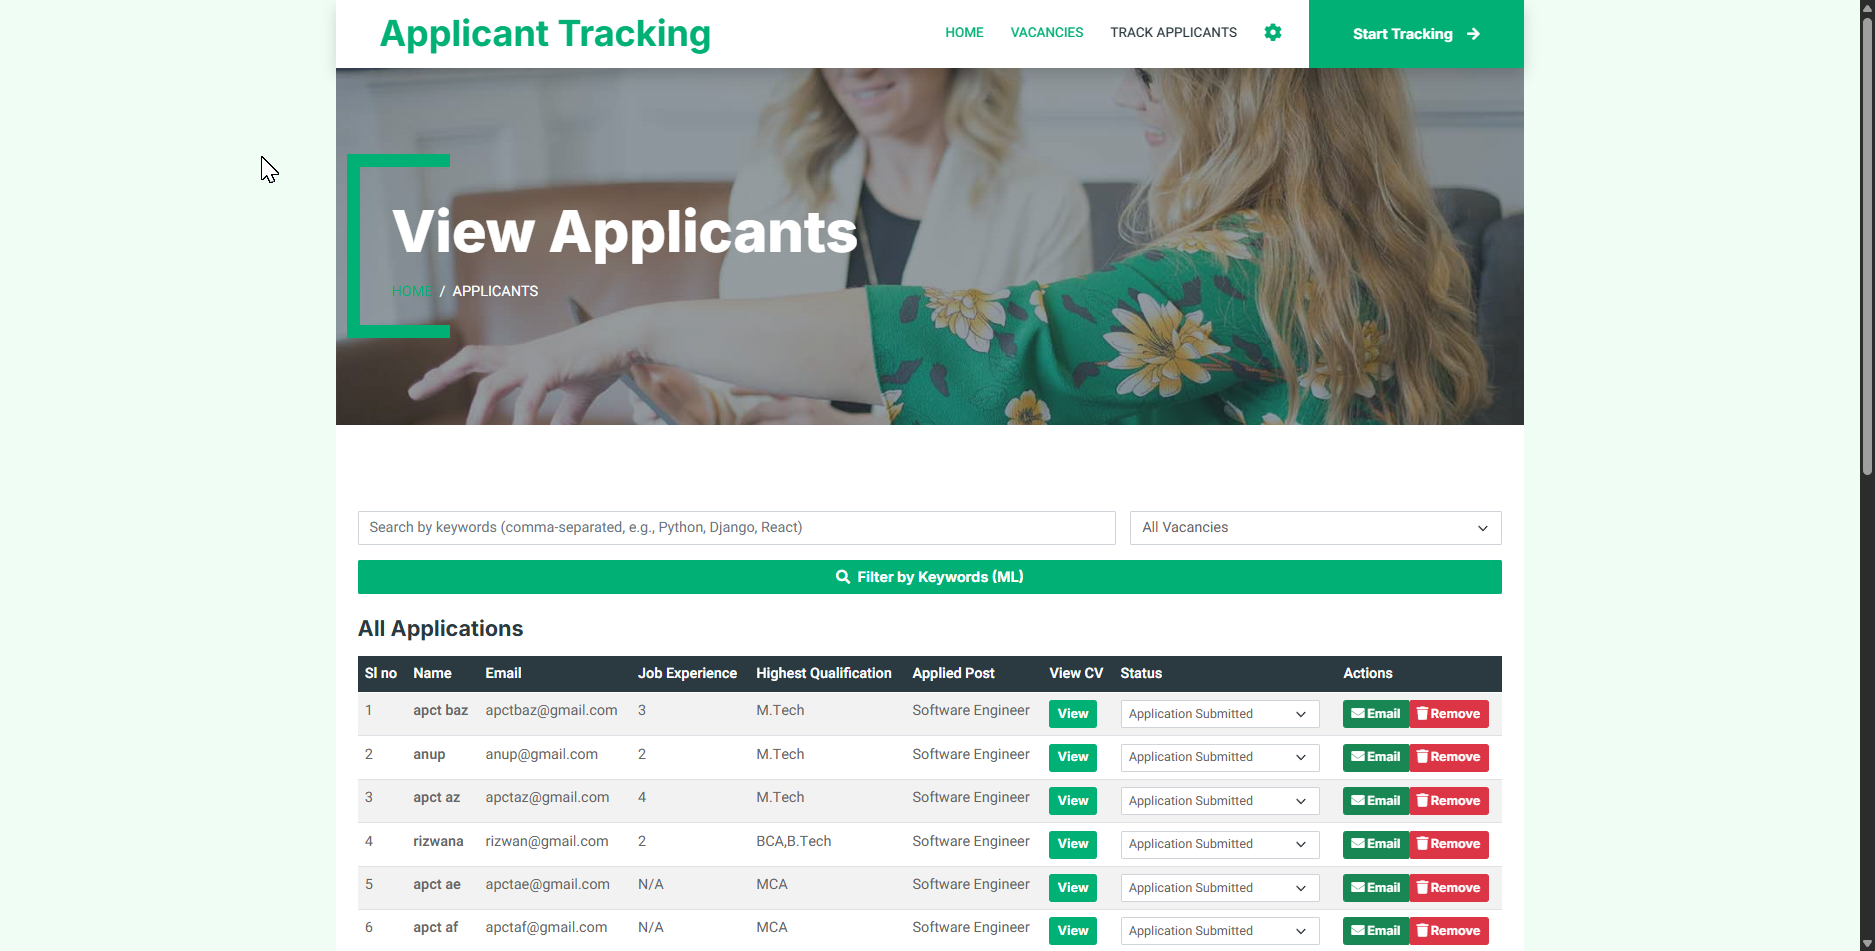 Applicant Tracking
HOME VACANCIES TRACK APPLICANTS
Start Tracking
View Applicants
HOME / APPLICANTS
Search by keywords (comma-separated, e.g., Python, Django, React)
All Vacancies
Filter by Keywords (ML)
All Applications
Sl no Name Email Job Experience Highest Qualification Applied Post View CV Status Actions
1 apct baz apctbaz@gmail.com 3 M.Tech Software Engineer View Application Submitted Email Remove
2 anup anup@gmail.com 2 M.Tech Software Engineer View Application Submitted Email Remove
3 apct az apctaz@gmail.com 4 M.Tech Software Engineer View Application Submitted Email Remove
4 rizwana rizwan@gmail.com 2 BCA,B.Tech Software Engineer View Application Submitted Email Remove
5 apct ae apctae@gmail.com N/A MCA Software Engineer View Application Submitted Email Remove
6 apct af apctaf@gmail.com N/A MCA Software Engineer View Application Submitted Email Remove